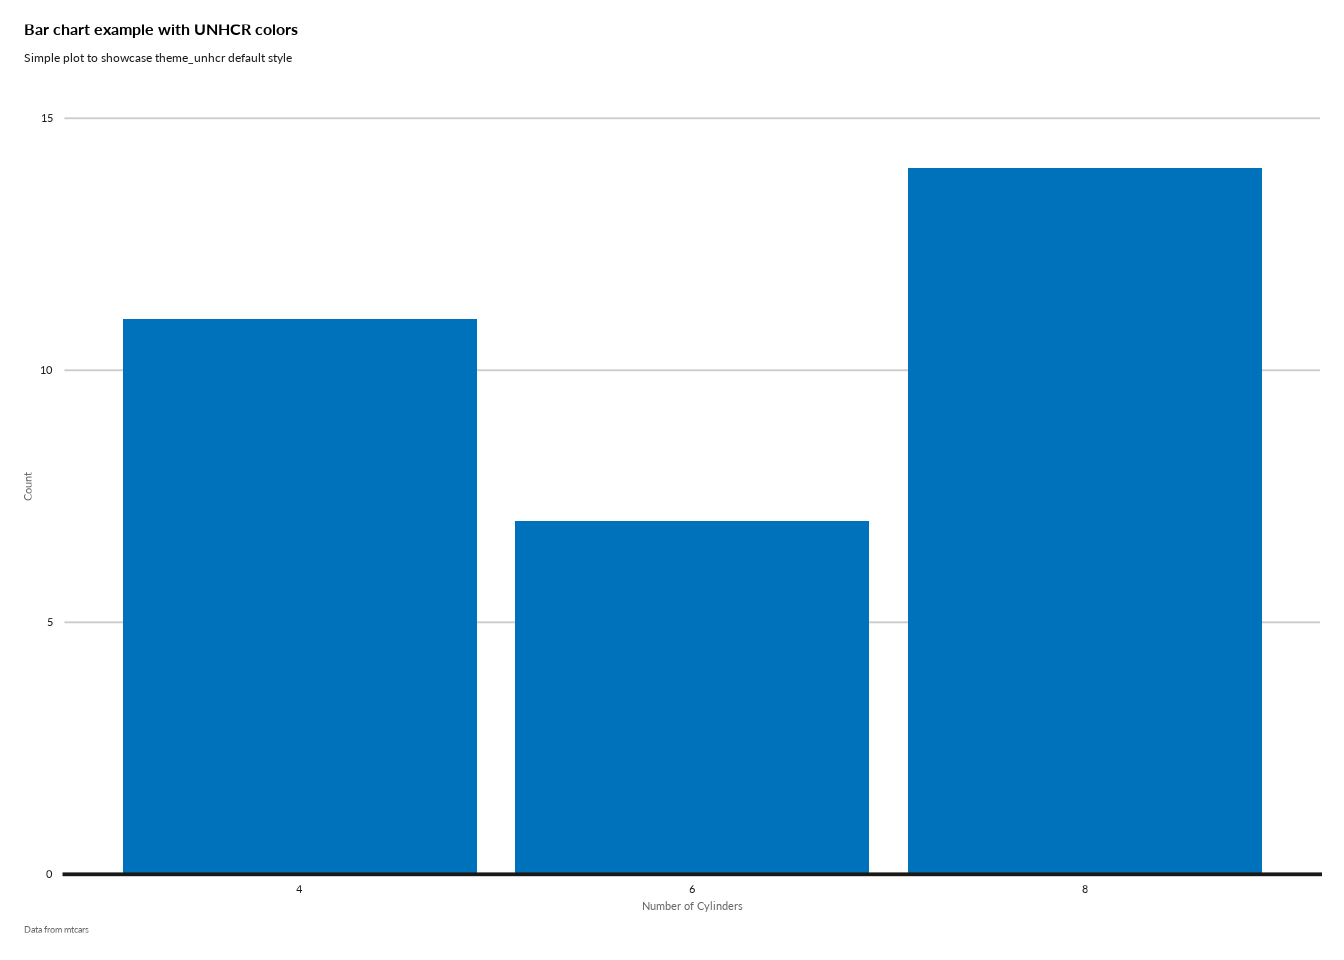 Bar chart example with UNHCR colors
Simple plot to showcase theme_unhcr default style
15
10
5
0
Count
4 6 8
Number of Cylinders
Data from mtcars